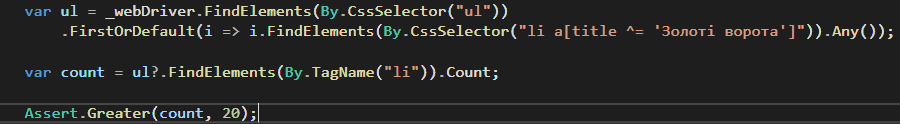 var ul = _webDriver.FindElements(By.CssSelector("ul"))
.FirstOrDefault(i => i.FindElements(By.CssSelector("li a[title ^= 'Золоті ворота']")).Any());
var count = ul?.FindElements(By.TagName("li")).Count;
Assert.Greater(count, 20);